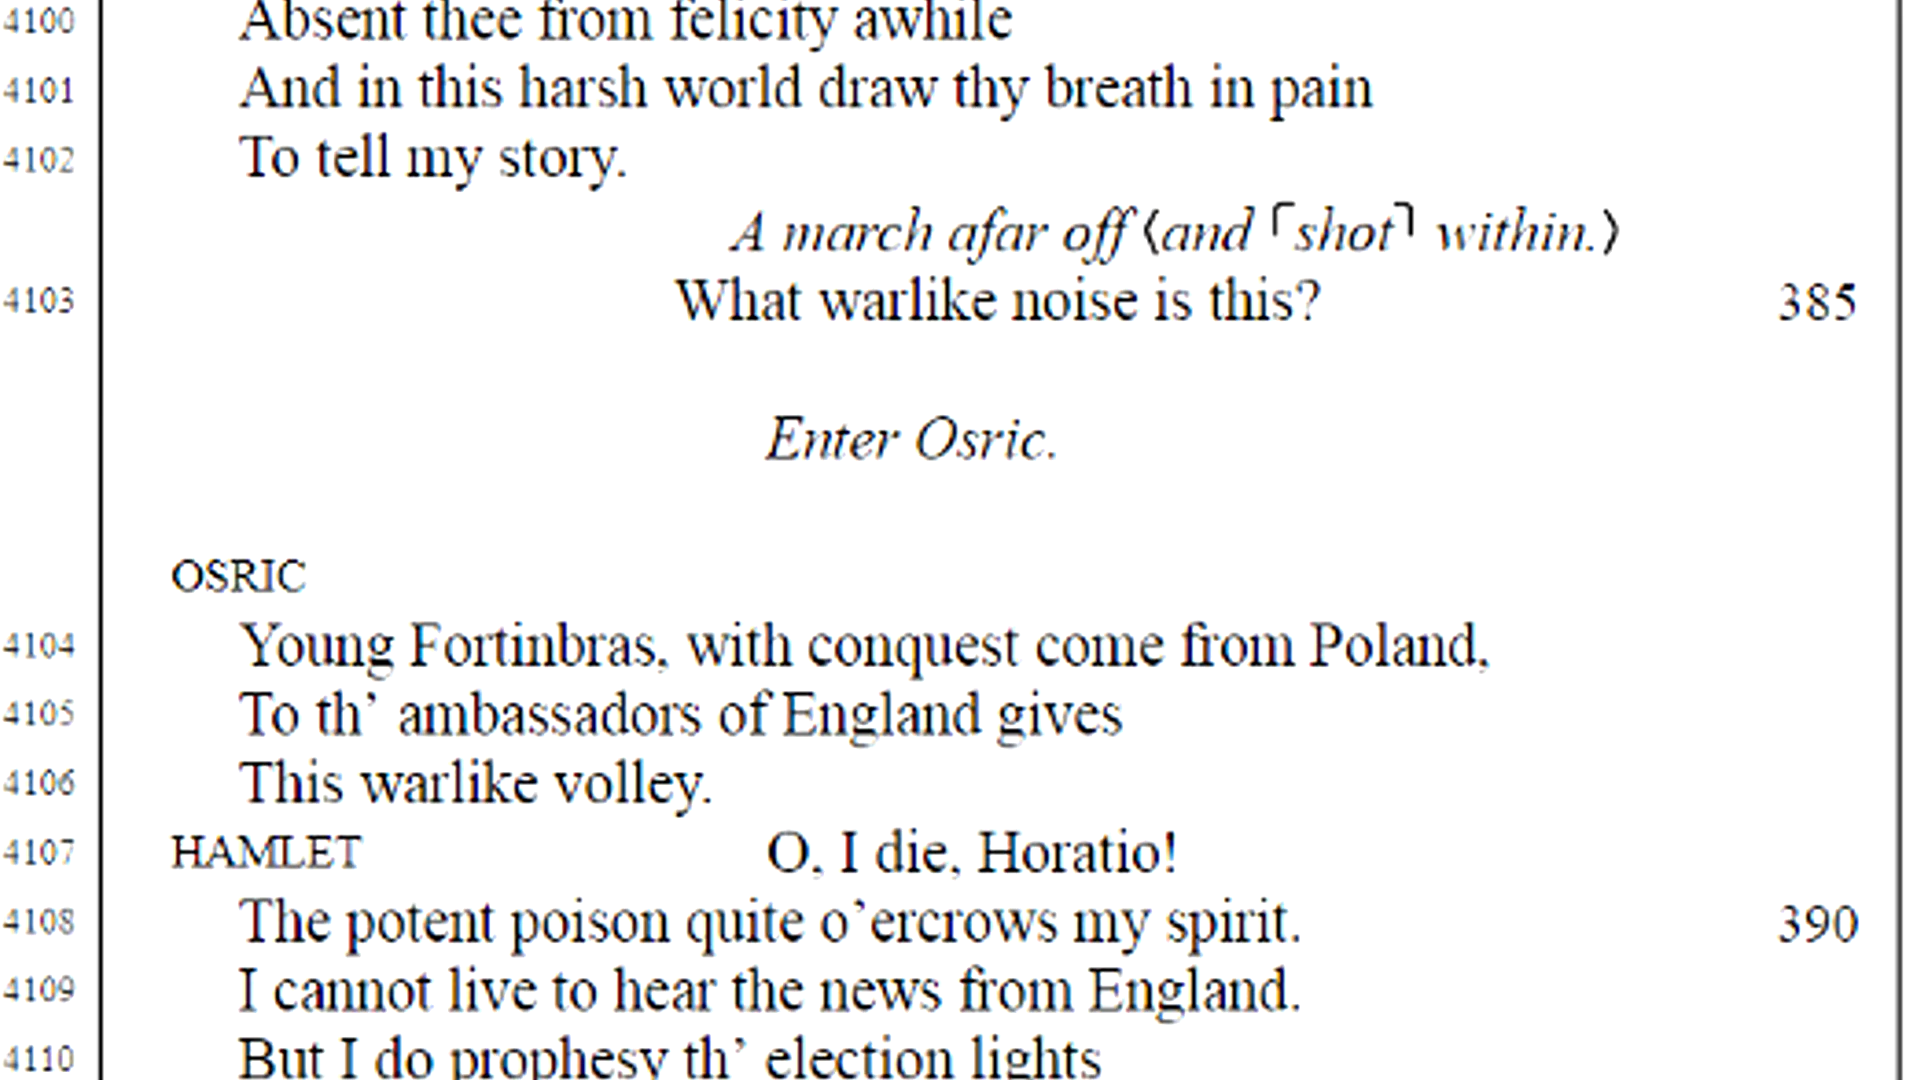 4100 Absent thee from felicity awhile
4101 And in this harsh world draw thy breath in pain
4102 To tell my story.
A march afar off ⟨and ⌜shot⌝ within.⟩
4103 What warlike noise is this? 385
Enter Osric.
OSRIC
4104 Young Fortinbras, with conquest come from Poland,
4105 To th’ ambassadors of England gives
4106 This warlike volley.
4107 HAMLET O, I die, Horatio!
4108 The potent poison quite o’ercrows my spirit. 390
4109 I cannot live to hear the news from England.
4110 But I do prophesy th’ election lights